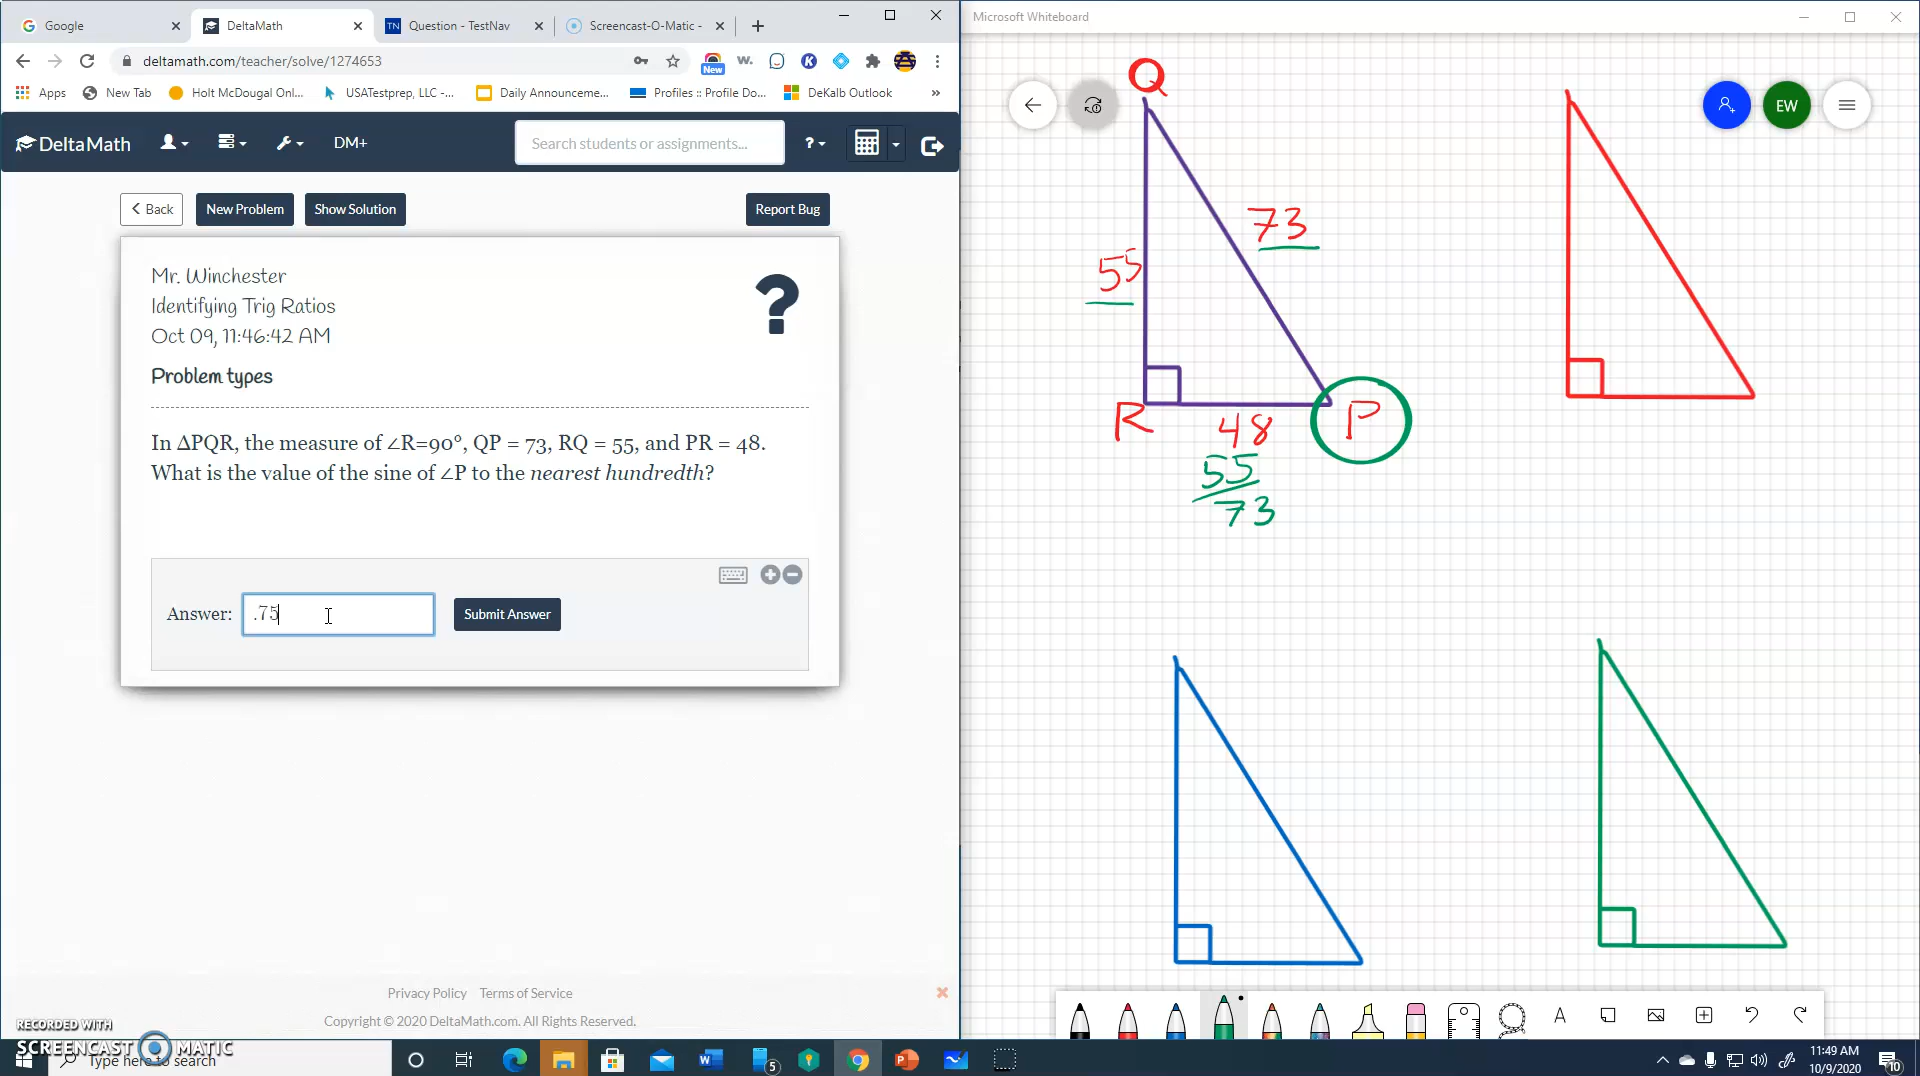 Google
DeltaMath
TN Question - TestNav
Screencast-O-Matic -
Microsoft Whiteboard
deltamath.com/teacher/solve/1274653
New
w.
K
Apps
New Tab
Holt McDougal Onl...
USATestprep, LLC -...
Daily Announceme...
Profiles :: Profile Do...
DeKalb Outlook
»
DeltaMath
DM+
Search students or assignments...
?
Back
New Problem
Show Solution
Report Bug
Mr. Winchester
Identifying Trig Ratios
Oct 09, 11:46:42 AM
?
Problem types
In ΔPQR, the measure of ∠R=90°, QP = 73, RQ = 55, and PR = 48.
What is the value of the sine of ∠P to the nearest hundredth?
Answer:
.75
Submit Answer
Privacy Policy
Terms of Service
Copyright © 2020 DeltaMath.com. All Rights Reserved.
Q
EW
73
55
R
48
P
55
73
A
RECORDED WITH
SCREENCAST MATIC
Type here to search
W
5
P
11:49 AM
10/9/2020
10